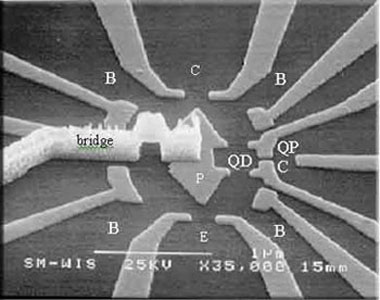 C
B B
bridge QP
QD C
P
B E B
1μm
SM-WIS 25KV X35,000 15mm